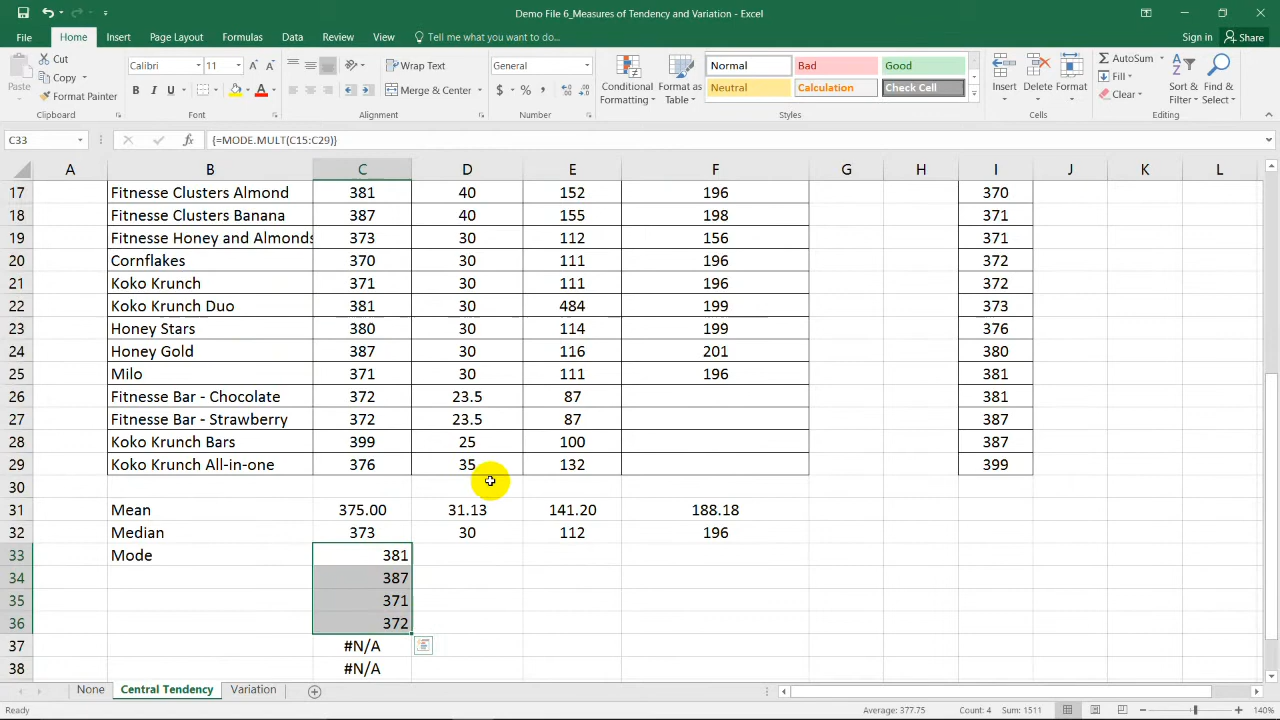 Demo File 6_Measures of Tendency and Variation - Excel
File Home Insert Page Layout Formulas Data Review View Tell me what you want to do... Sign in Share
Cut
Copy
Format Painter
Paste
Clipboard
Calibri 11
B I U
Font
Wrap Text
Merge & Center
Alignment
General
$ % ,
Number
Conditional Formatting
Format as Table
Normal Bad Good
Neutral Calculation Check Cell
Styles
Insert Delete Format
Cells
AutoSum
Fill
Clear
Sort & Filter
Find & Select
Editing
C33 fx {=MODE.MULT(C15:C29)}
A B C D E F G H I J K L
17 Fitnesse Clusters Almond 381 40 152 196 370
18 Fitnesse Clusters Banana 387 40 155 198 371
19 Fitnesse Honey and Almonds 373 30 112 156 371
20 Cornflakes 370 30 111 196 372
21 Koko Krunch 371 30 111 196 372
22 Koko Krunch Duo 381 30 484 199 373
23 Honey Stars 380 30 114 199 376
24 Honey Gold 387 30 116 201 380
25 Milo 371 30 111 196 381
26 Fitnesse Bar - Chocolate 372 23.5 87 381
27 Fitnesse Bar - Strawberry 372 23.5 87 387
28 Koko Krunch Bars 399 25 100 387
29 Koko Krunch All-in-one 376 35 132 399
30
31 Mean 375.00 31.13 141.20 188.18
32 Median 373 30 112 196
33 Mode 381
34 387
35 371
36 372
37 #N/A
38 #N/A
None Central Tendency Variation
Ready Average: 377.75 Count: 4 Sum: 1511 140%